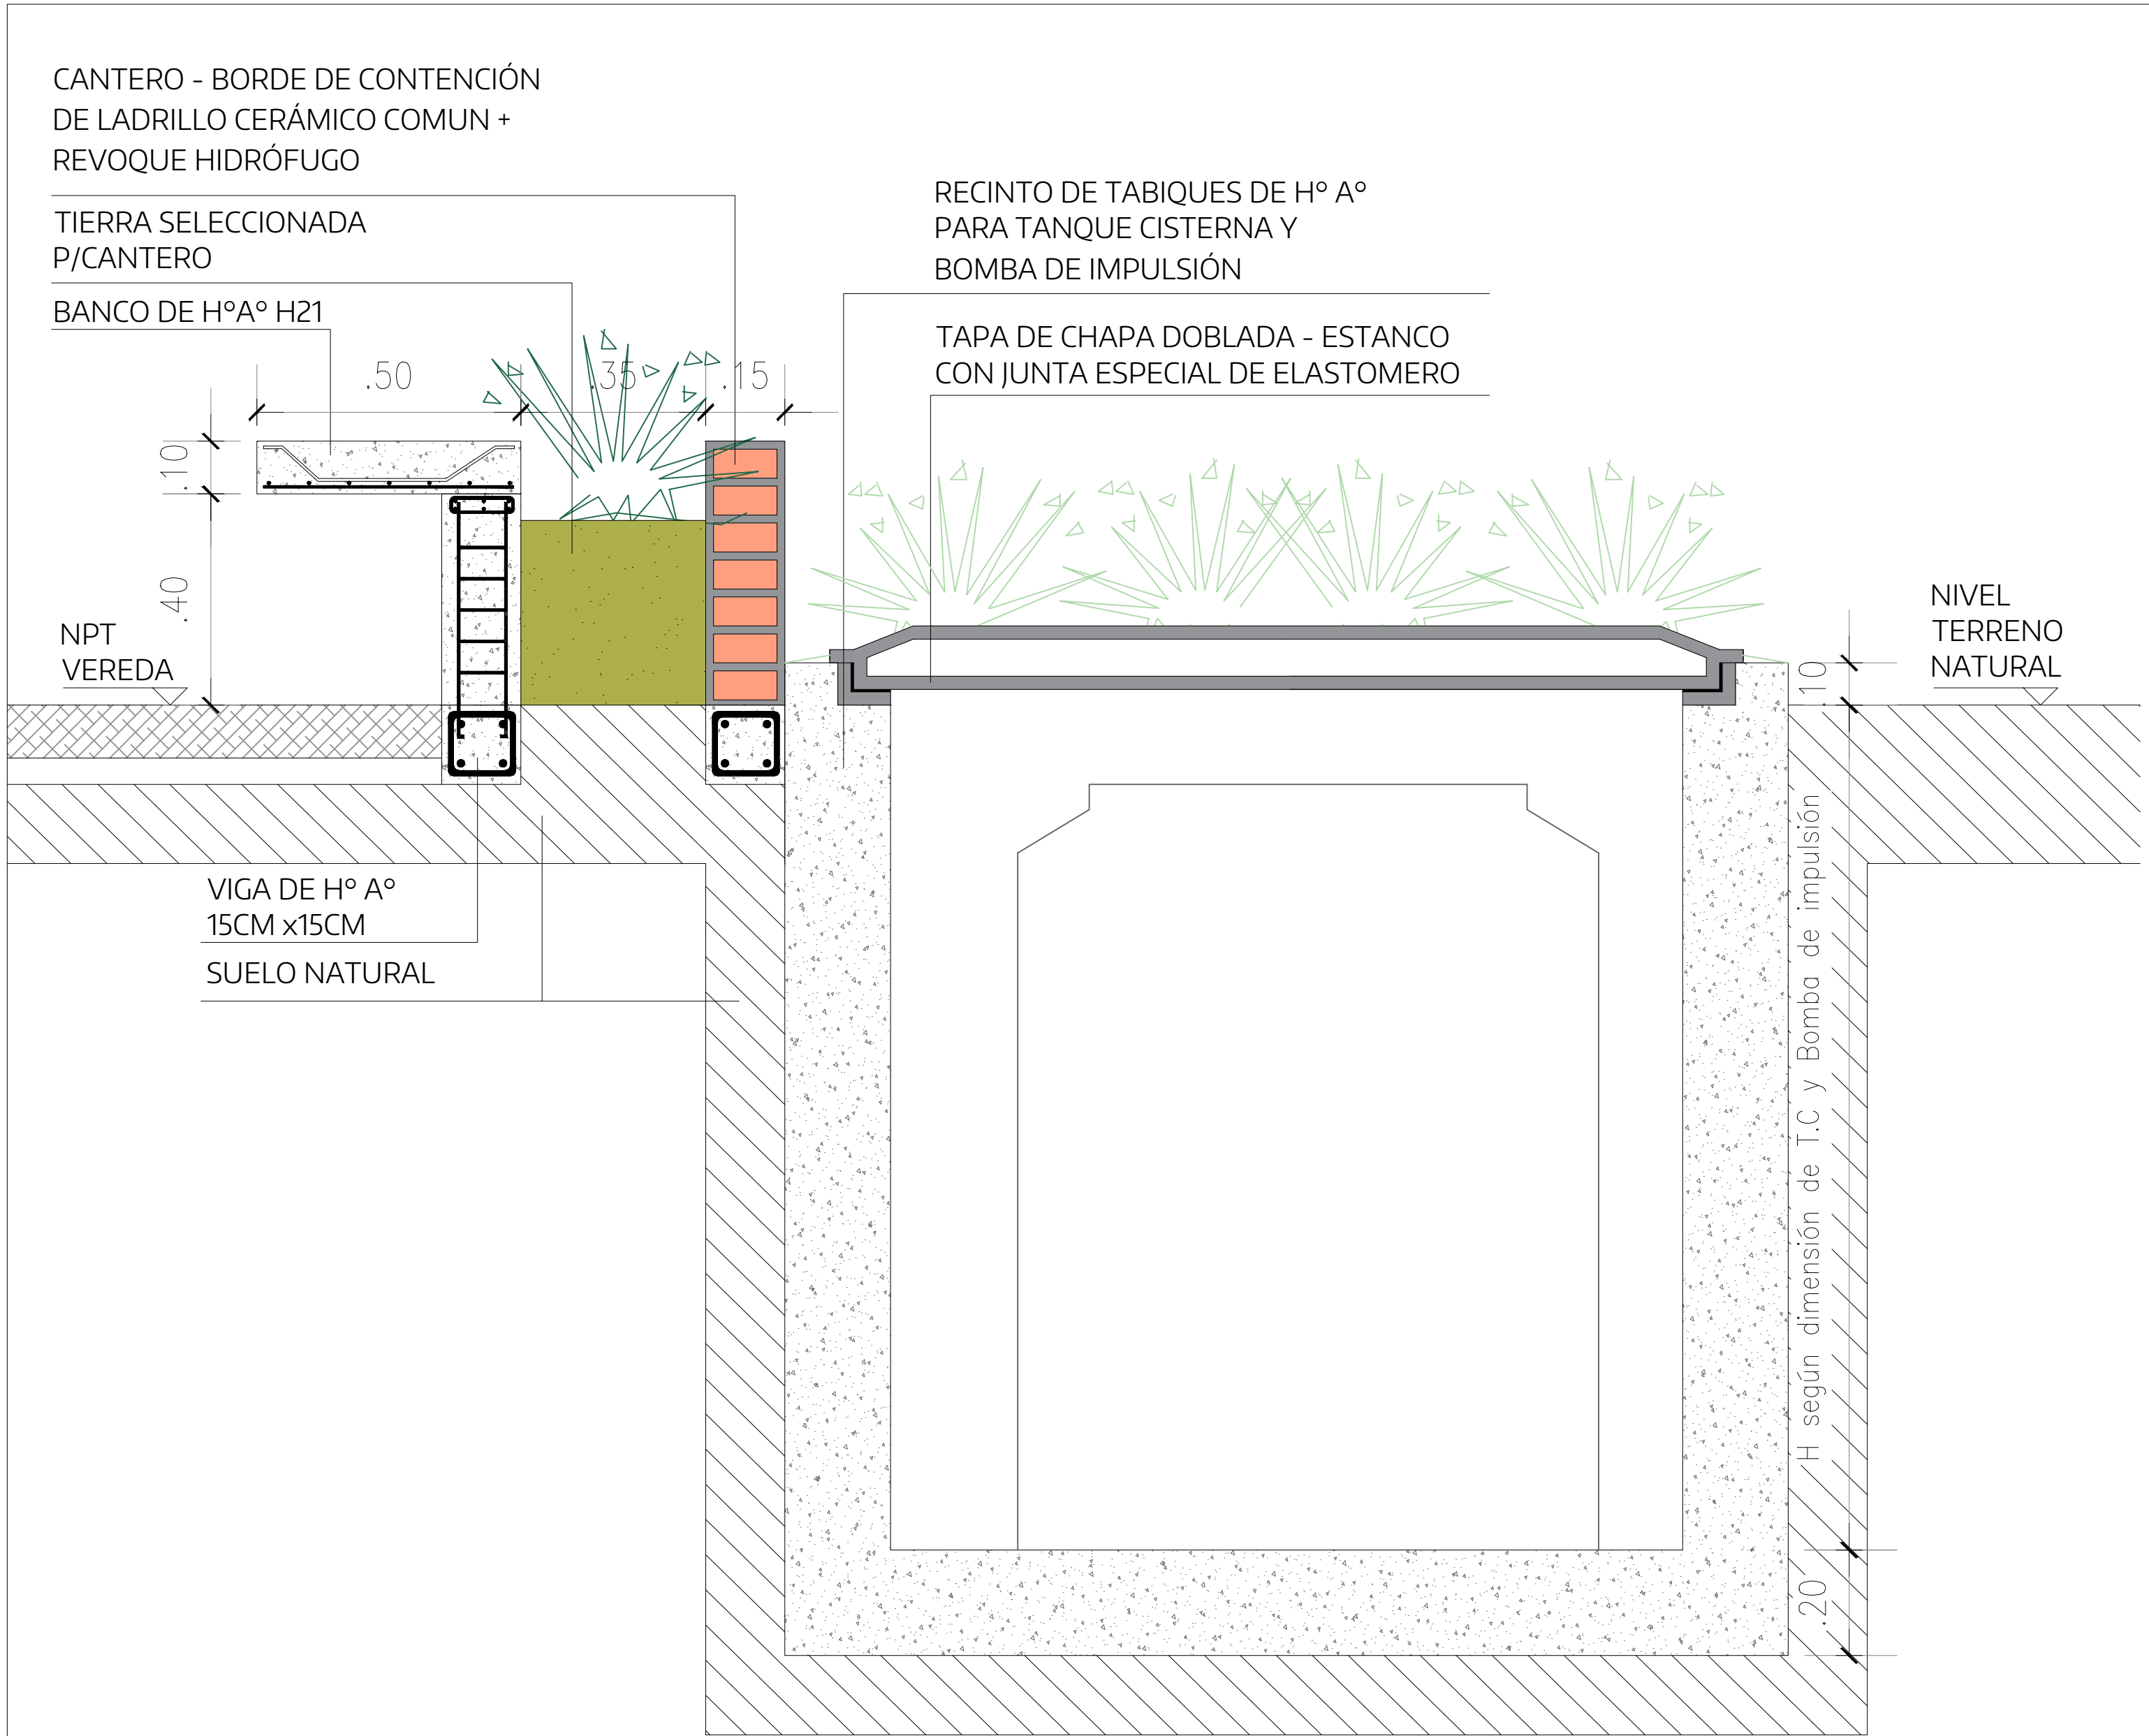 CANTERO - BORDE DE CONTENCIÓN
DE LADRILLO CERÁMICO COMUN +
REVOQUE HIDRÓFUGO
TIERRA SELECCIONADA
P/CANTERO
BANCO DE H°A° H21
RECINTO DE TABIQUES DE H° A°
PARA TANQUE CISTERNA Y
BOMBA DE IMPULSIÓN
TAPA DE CHAPA DOBLADA - ESTANCO
CON JUNTA ESPECIAL DE ELASTOMERO
.50
.35
.15
.10
.40
NPT
VEREDA
NIVEL
TERRENO
NATURAL
.10
H según dimensión de T.C y Bomba de impulsión
.20
VIGA DE H° A°
15CM x15CM
SUELO NATURAL